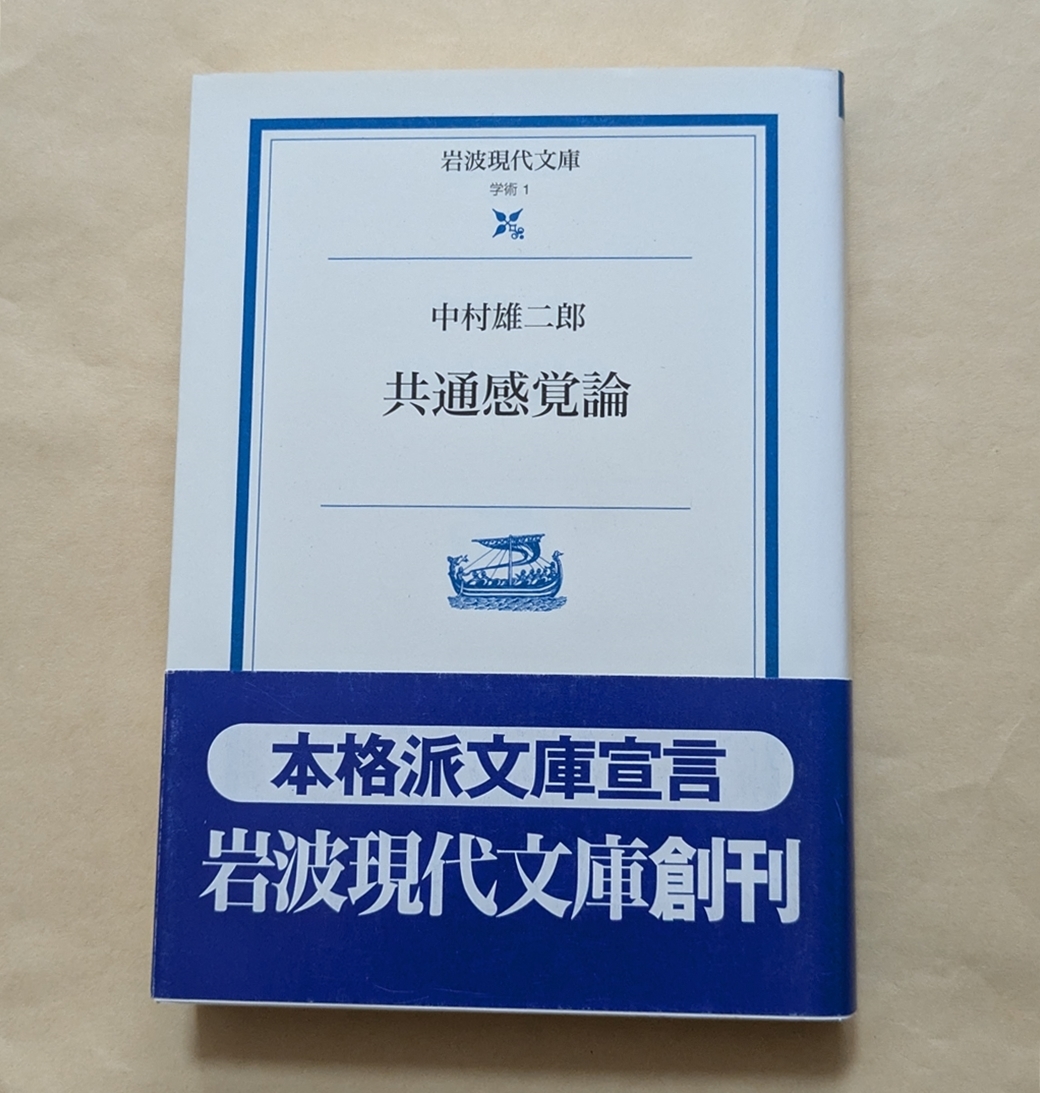 岩波現代文庫
学術 1
中村雄二郎
共通感覚論
本格派文庫宣言
岩波現代文庫創刊